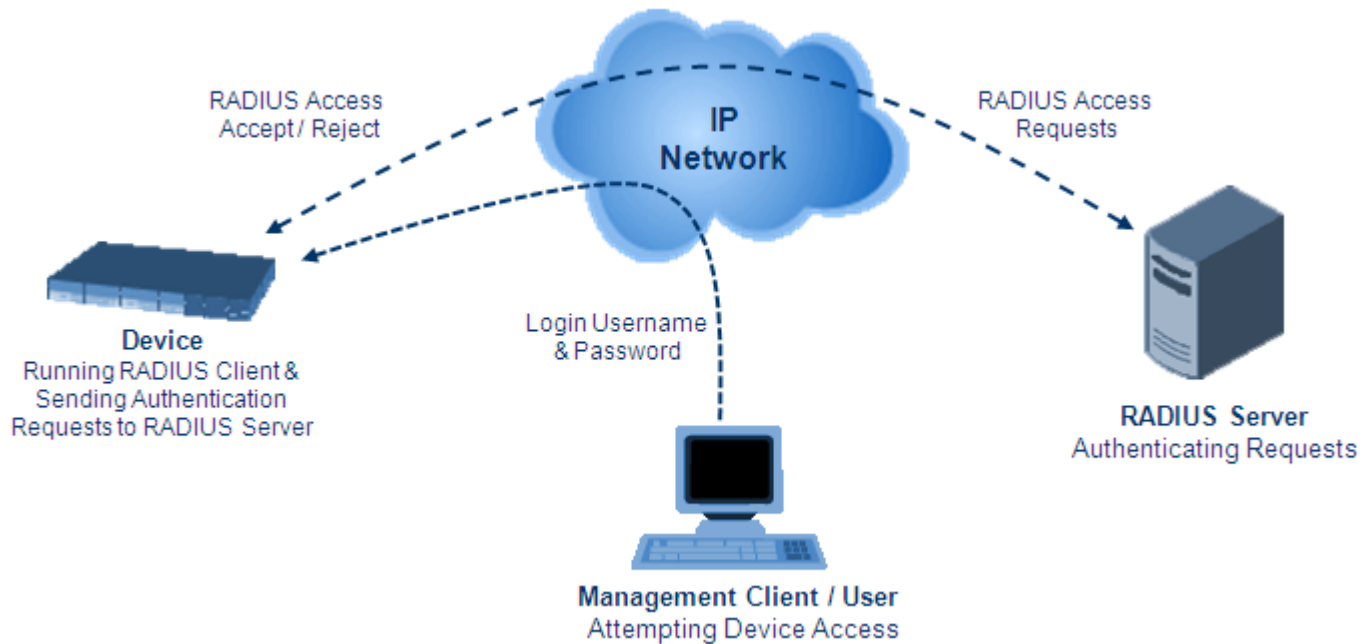 RADIUS Access
Accept / Reject
IP
Network
RADIUS Access
Requests
Device
Running RADIUS Client &
Sending Authentication
Requests to RADIUS Server
Login Username
& Password
RADIUS Server
Authenticating Requests
Management Client / User
Attempting Device Access